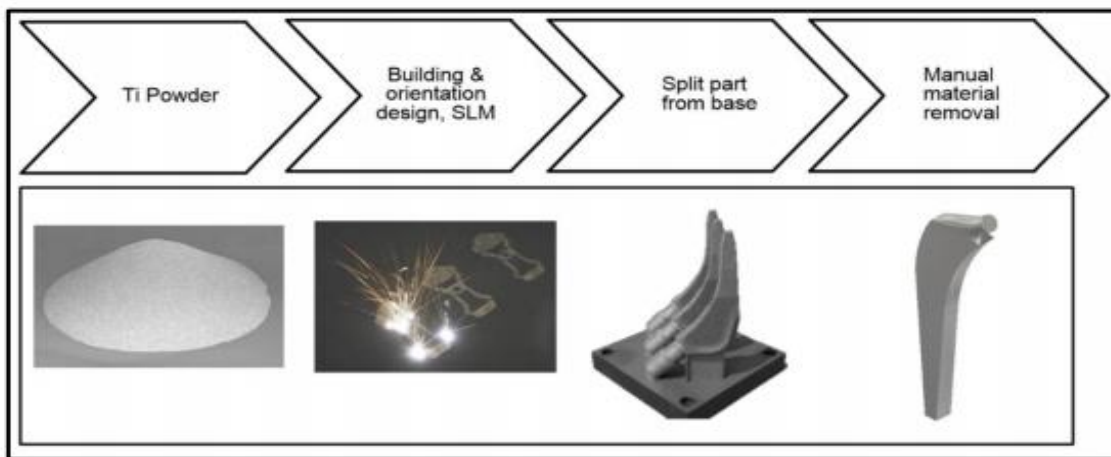 Ti Powder
Building &
orientation
design, SLM
Split part
from base
Manual
material
removal